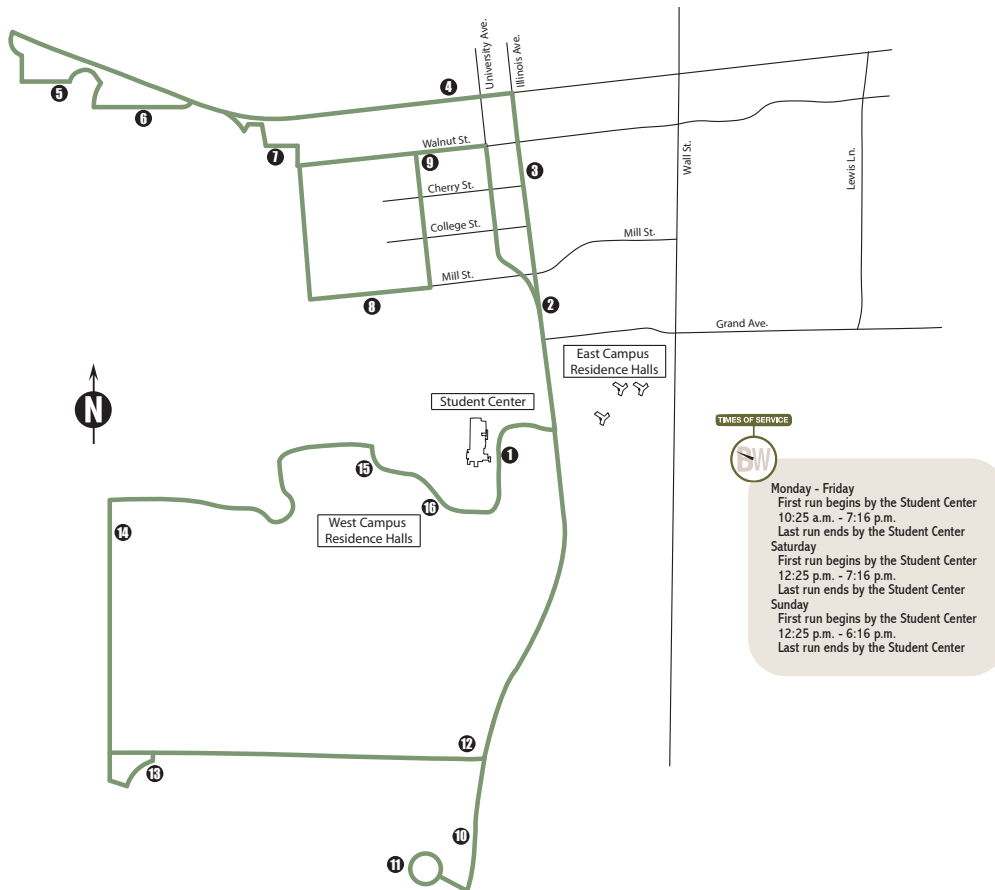 University Ave.
Illinois Ave.
4
5
6
Walnut St.
7
9
3
Wall St.
Lewis Ln.
Cherry St.
College St.
Mill St.
Mill St.
8
2
Grand Ave.
East Campus
Residence Halls
N
Student Center
1
15
16
West Campus
Residence Halls
14
12
13
10
11
TIMES OF SERVICE
BW
Monday - Friday
First run begins by the Student Center
10:25 a.m. - 7:16 p.m.
Last run ends by the Student Center
Saturday
First run begins by the Student Center
12:25 p.m. - 7:16 p.m.
Last run ends by the Student Center
Sunday
First run begins by the Student Center
12:25 p.m. - 6:16 p.m.
Last run ends by the Student Center